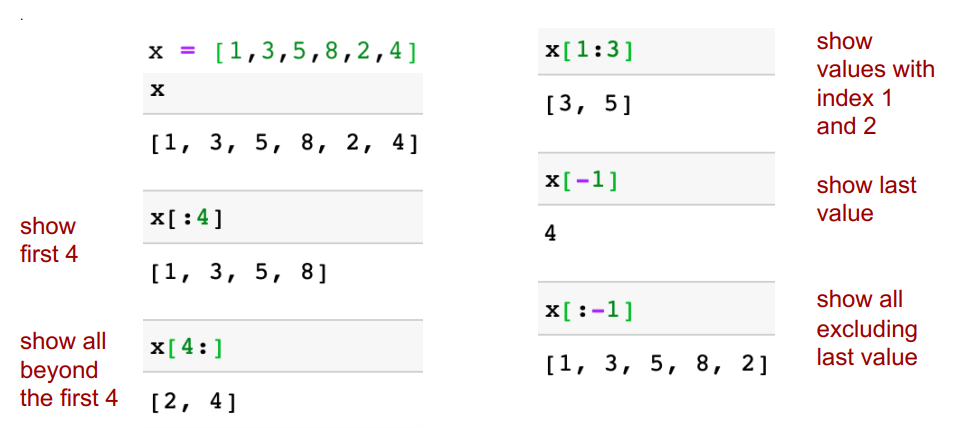 .
x = [1,3,5,8,2,4]
x
[1, 3, 5, 8, 2, 4]
show
first 4
x[:4]
[1, 3, 5, 8]
show all
beyond
the first 4
x[4:]
[2, 4]
x[1:3]
[3, 5]
show
values with
index 1
and 2
x[-1]
4
show last
value
x[:-1]
[1, 3, 5, 8, 2]
show all
excluding
last value